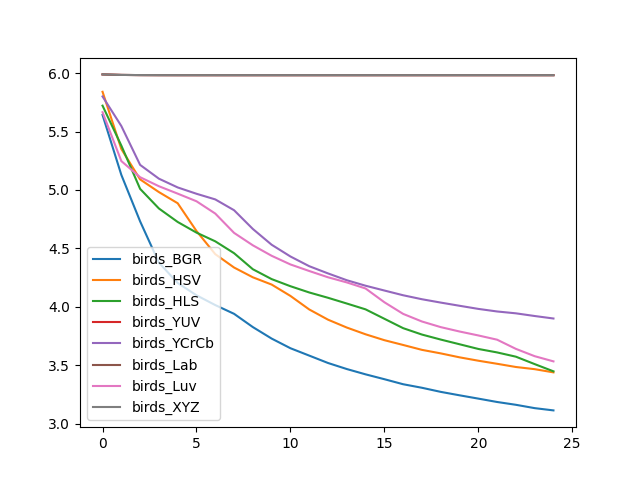 6.0
5.5
5.0
4.5
4.0
3.5
3.0
birds_BGR
birds_HSV
birds_HLS
birds_YUV
birds_YCrCb
birds_Lab
birds_Luv
birds_XYZ
0 5 10 15 20 25